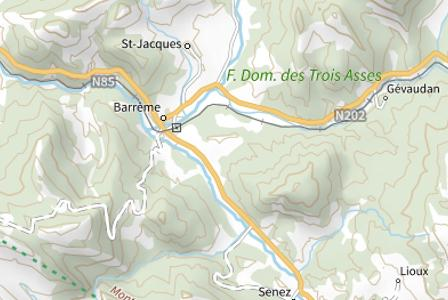 St-Jacques
F. Dom. des Trois Asses
N85
Gévaudan
Barrême
N202
Lioux
Senez